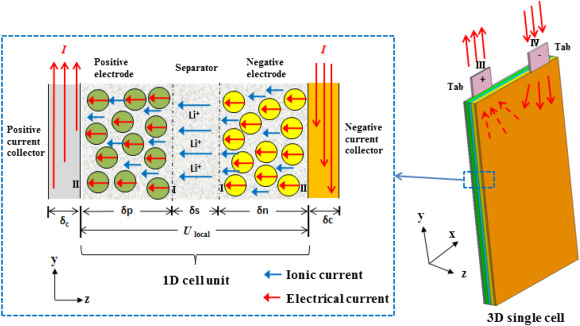 I
Positive
electrode
Separator
Negative
electrode
I
Positive
current
collector
Li+
Li+
Li+
Negative
current
collector
II
I
I
II
δc
δp
δs
δn
δc
U local
1D cell unit
y
z
Ionic current
Electrical current
III
+
Tab
IV
-
Tab
y
x
z
3D single cell